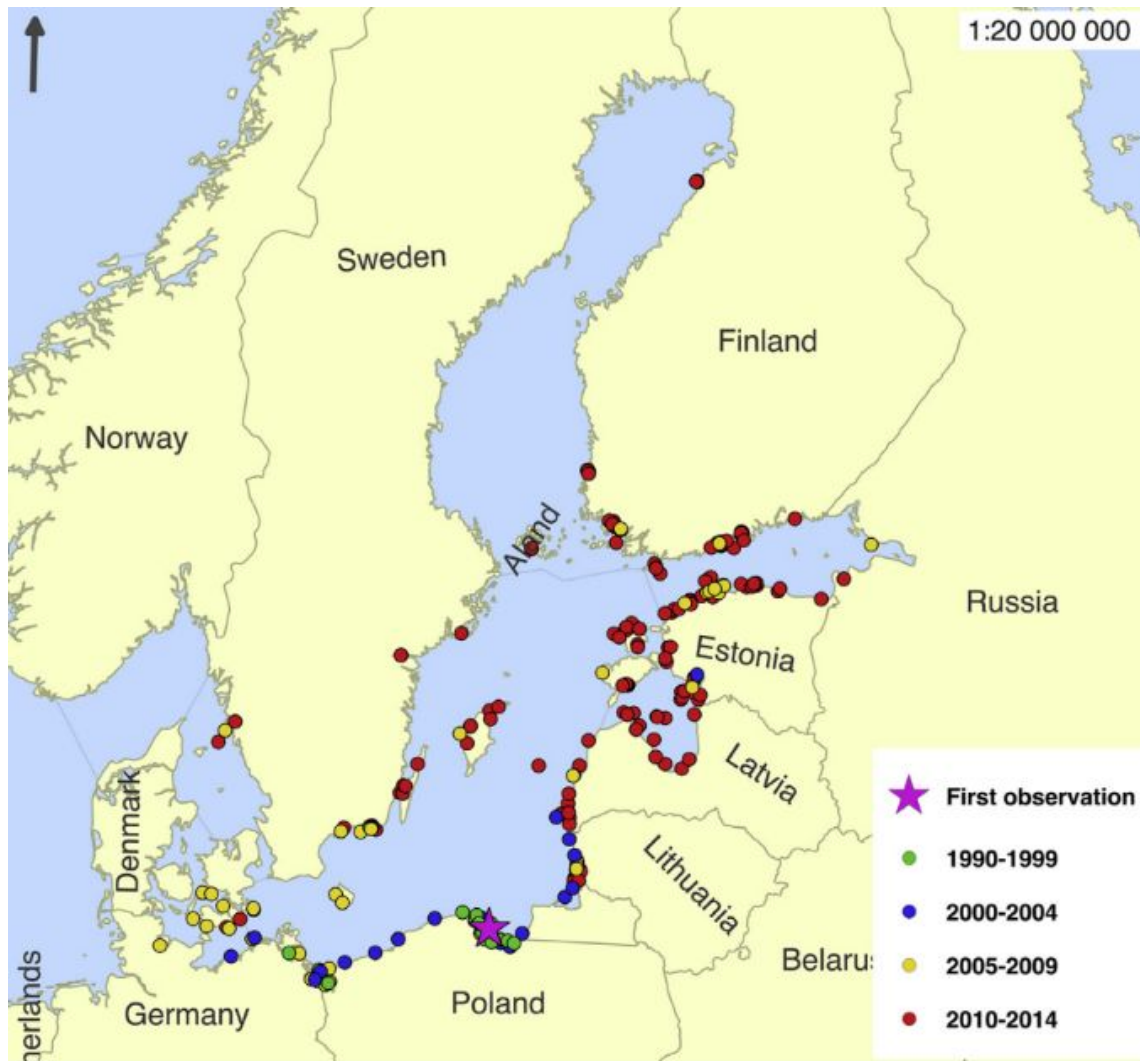 1:20 000 000
Sweden
Finland
Norway
Aland
Russia
Estonia
Latvia
Denmark
Lithuania
Belarus
Poland
Germany
herlands
First observation
1990-1999
2000-2004
2005-2009
2010-2014